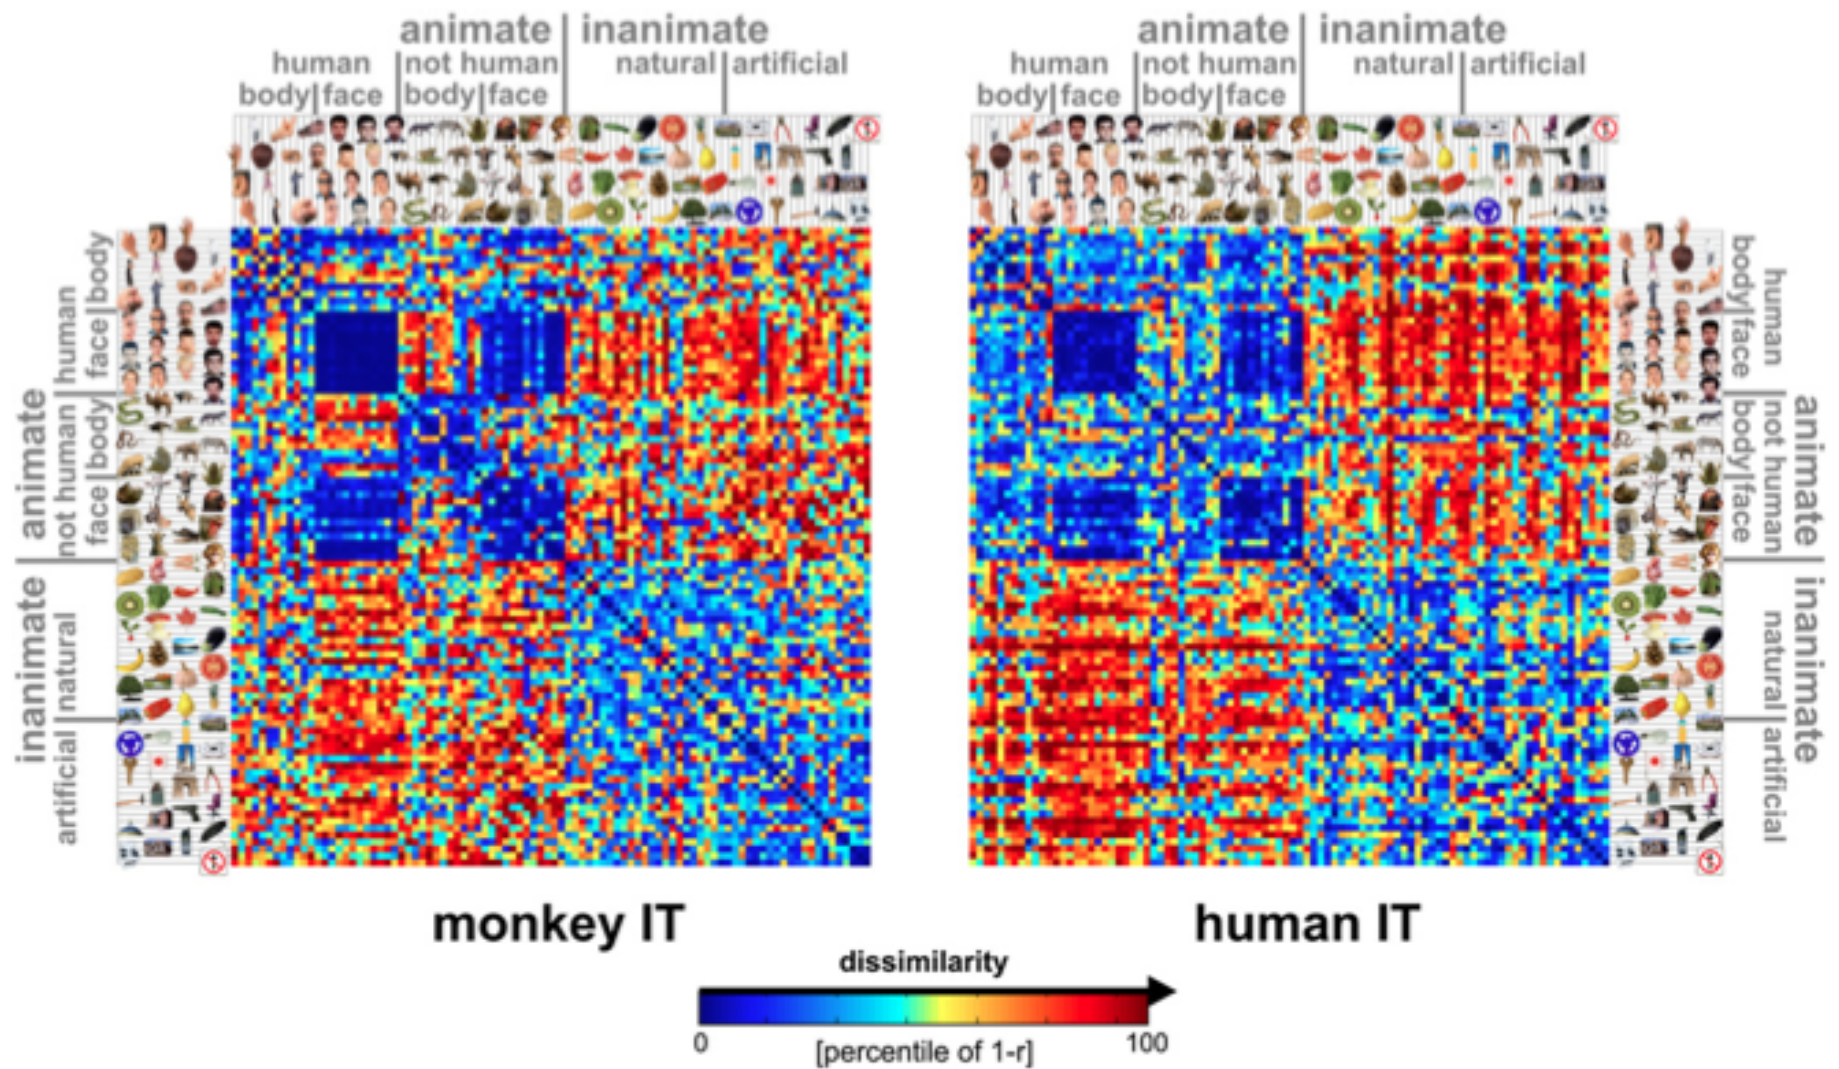 animate | inanimate
human | not human | natural | artificial
body | face | body | face
animate | inanimate
human | not human | natural | artificial
body | face | body | face
animate
human
body
face
not human
body
face
inanimate
natural
artificial
human
body
face
animate
not human
body
face
inanimate
natural
artificial
monkey IT
human IT
dissimilarity
0
100
[percentile of 1-r]